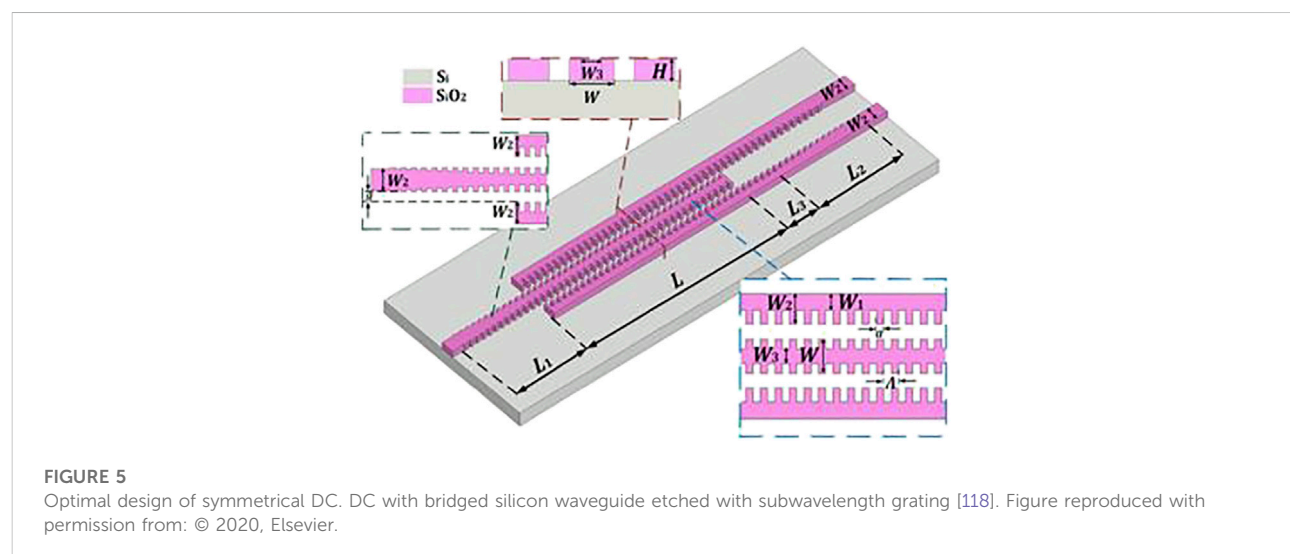 Si
SiO2
W3
H
W
W2
W2
W2
W2
W2
L2
L3
L
L1
W2
W1
a
W3
W
Λ
FIGURE 5
Optimal design of symmetrical DC. DC with bridged silicon waveguide etched with subwavelength grating [118]. Figure reproduced with
permission from: © 2020, Elsevier.